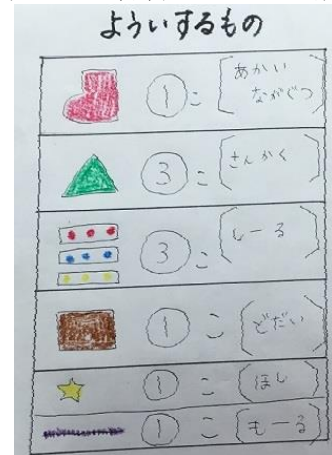 よういするもの
①こ〔あかい
ながぐつ〕
③こ〔さんかく〕
③こ〔しーる〕
①こ〔どだい〕
①こ〔ほし〕
①こ〔もーる〕